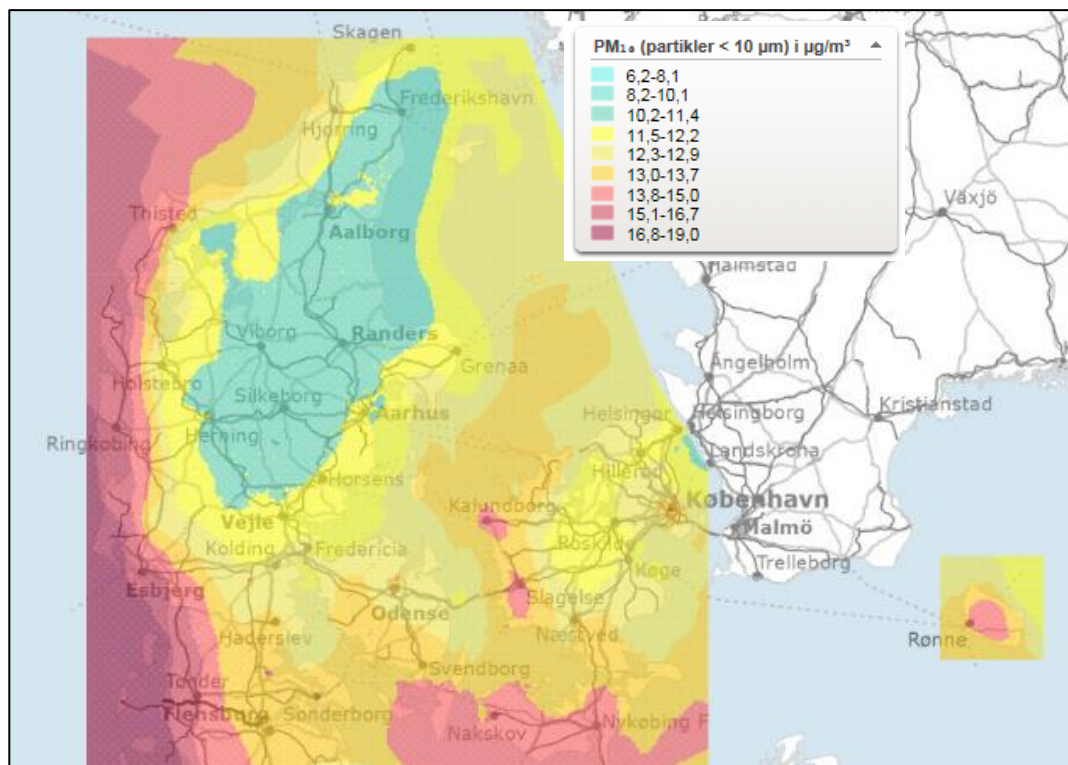 Skagen
PM₁₀ (partikler < 10 µm) i µg/m³
6,2-8,1
8,2-10,1
10,2-11,4
11,5-12,2
12,3-12,9
13,0-13,7
13,8-15,0
15,1-16,7
16,8-19,0
Frederikshavn
Hjørring
Växjö
Thisted
Aalborg
Halmstad
Viborg
Randers
Grenaa
Ängelholm
Holstebro
Silkeborg
Aarhus
Helsingør
Helsingborg
Kristianstad
Ringkøbing
Herning
Landskrona
Hillerød
Horsens
Kalundborg
København
Vejle
Malmö
Roskilde
Kolding
Fredericia
Trelleborg
Esbjerg
Køge
Slagelse
Odense
Næstved
Haderslev
Rønne
Svendborg
Tønder
Flensburg
Sønderborg
Nakskov
Nykøbing F